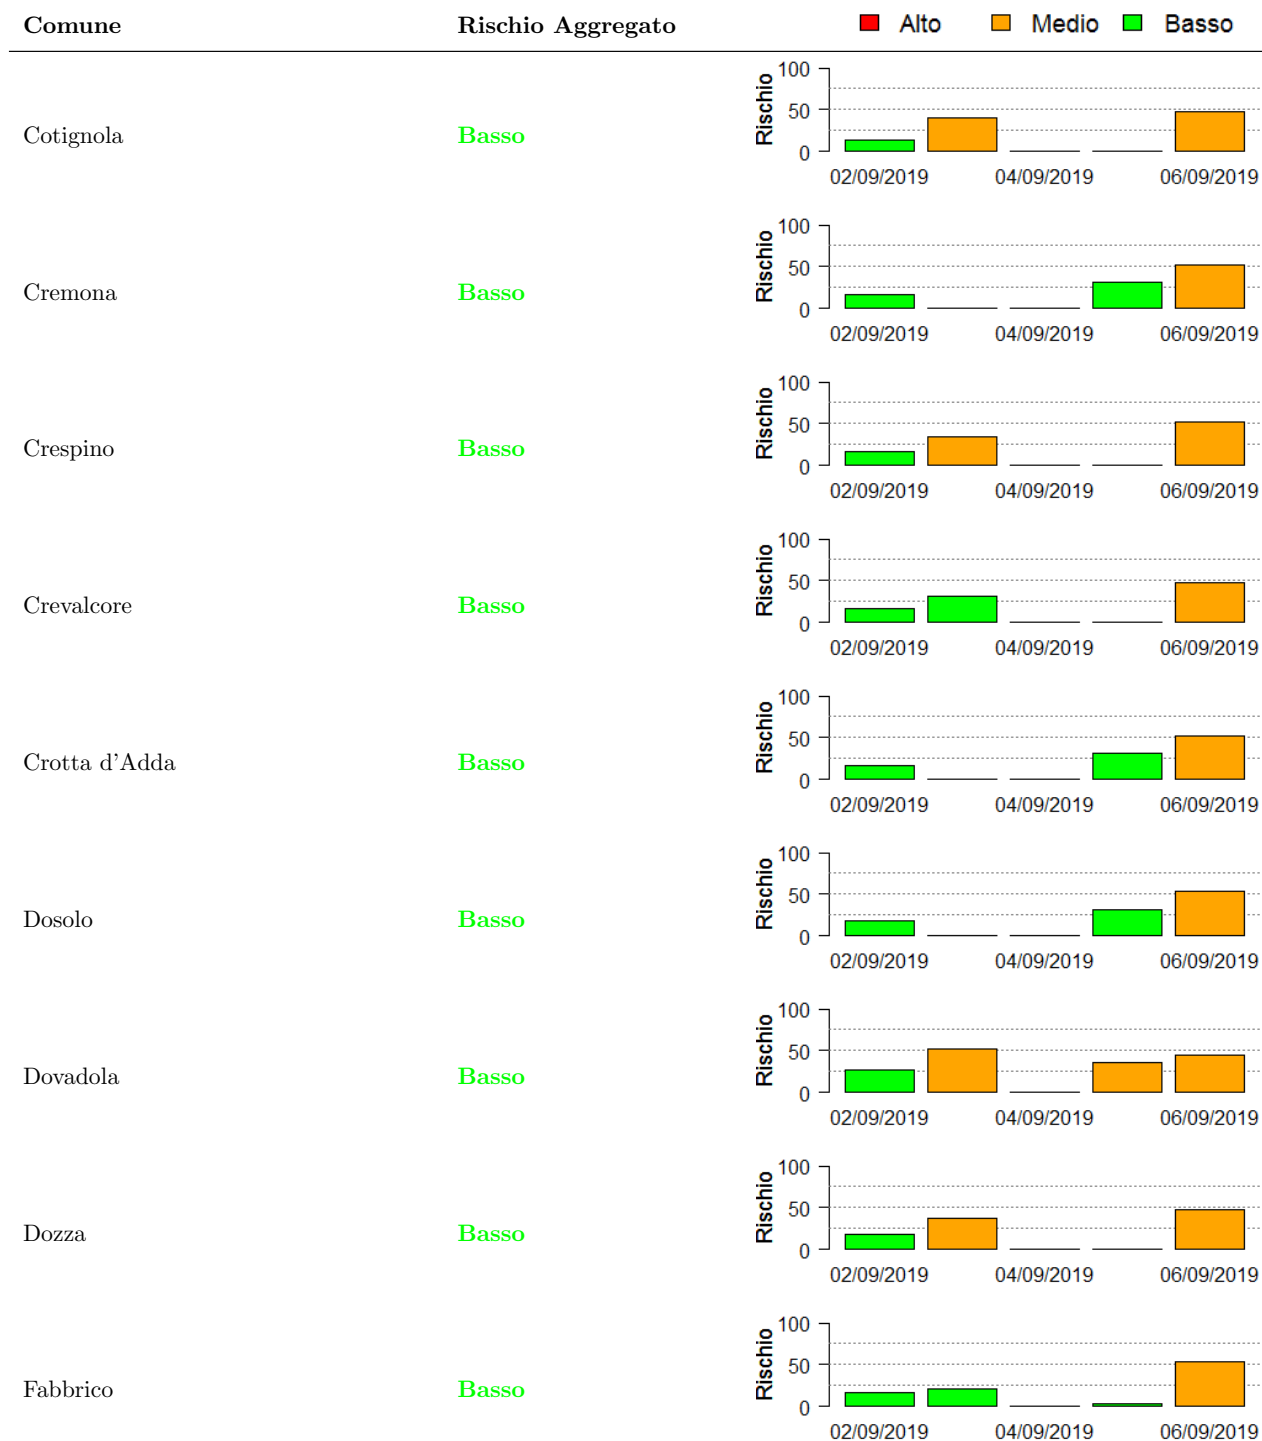 Comune Rischio Aggregato Alto Medio Basso
Cotignola Basso Rischio 100 50 0
02/09/2019 04/09/2019 06/09/2019
Cremona Basso Rischio 100 50 0
02/09/2019 04/09/2019 06/09/2019
Crespino Basso Rischio 100 50 0
02/09/2019 04/09/2019 06/09/2019
Crevalcore Basso Rischio 100 50 0
02/09/2019 04/09/2019 06/09/2019
Crotta d'Adda Basso Rischio 100 50 0
02/09/2019 04/09/2019 06/09/2019
Dosolo Basso Rischio 100 50 0
02/09/2019 04/09/2019 06/09/2019
Dovadola Basso Rischio 100 50 0
02/09/2019 04/09/2019 06/09/2019
Dozza Basso Rischio 100 50 0
02/09/2019 04/09/2019 06/09/2019
Fabbrico Basso Rischio 100 50 0
02/09/2019 04/09/2019 06/09/2019